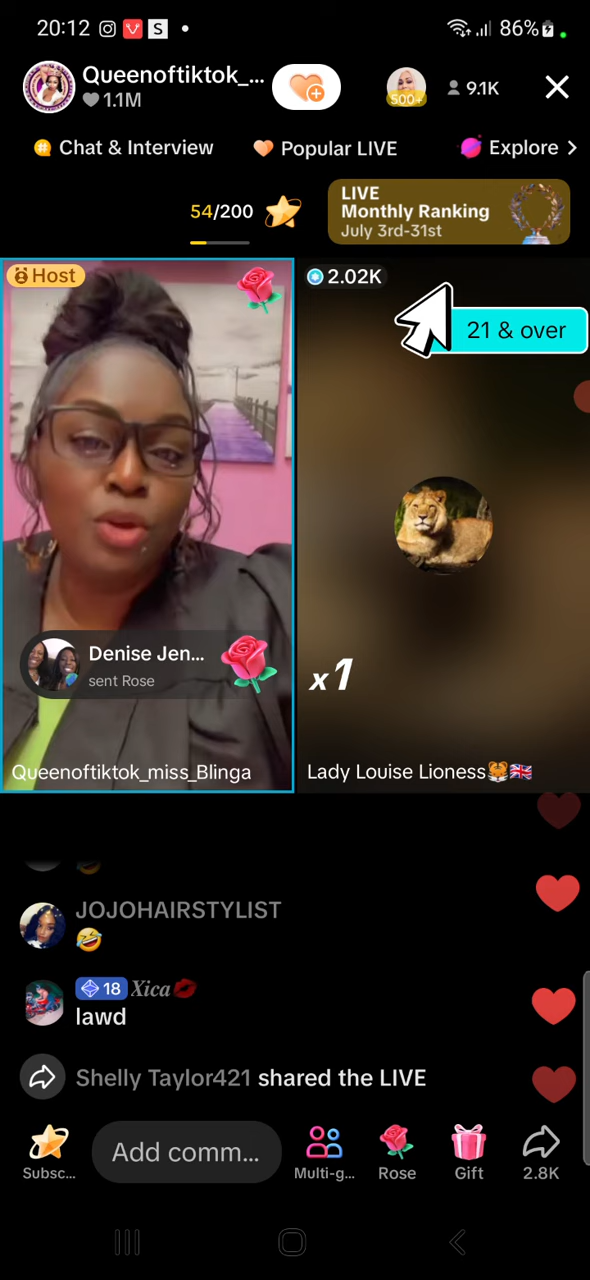 20:12 S 86%
Queenoftiktok_...
1.1M
500+
9.1K
Chat & Interview Popular LIVE Explore
54/200
LIVE
Monthly Ranking
July 3rd-31st
Host
2.02K
21 & over
Denise Jen...
sent Rose
x1
Queenoftiktok_miss_Blinga
Lady Louise Lioness🐯🇬🇧
JOJOHAIRSTYLIST
🤣
18 Xica💋
lawd
Shelly Taylor421 shared the LIVE
Add comm...
Subsc... Multi-g... Rose Gift 2.8K